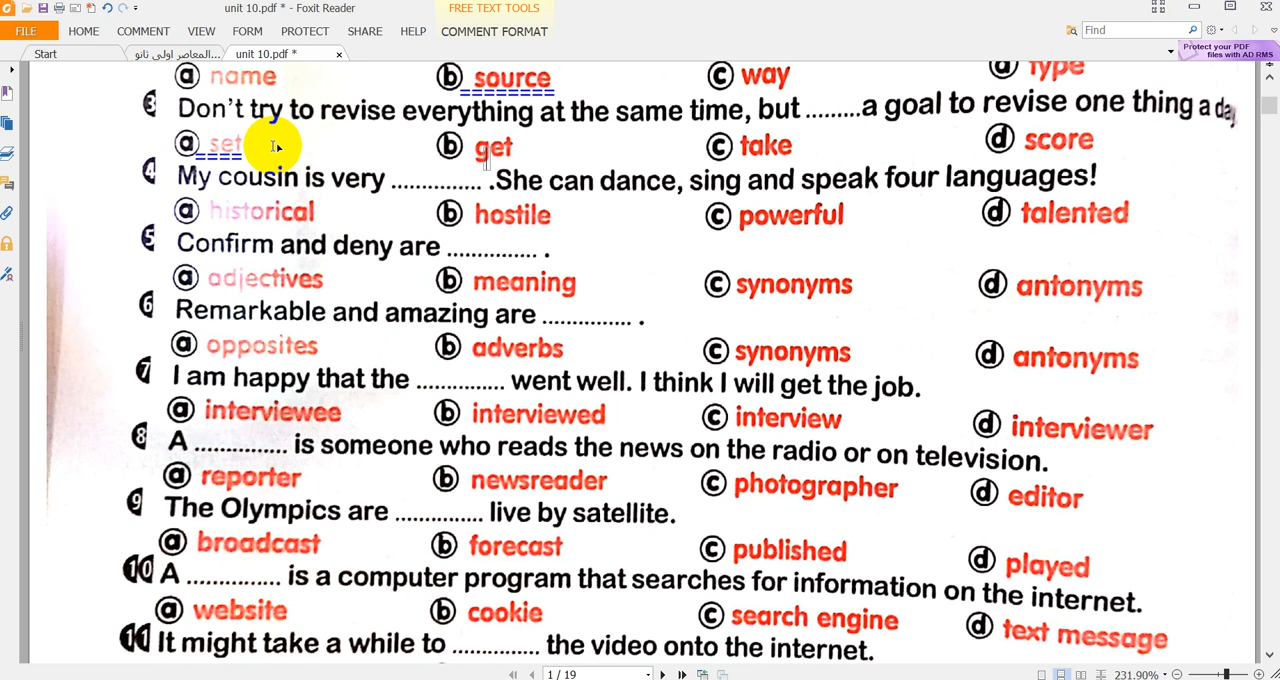 unit 10.pdf * - Foxit Reader
FREE TEXT TOOLS
FILE HOME COMMENT VIEW FORM PROTECT SHARE HELP COMMENT FORMAT
Find
Start
المعاصر اولى ثانو...
unit 10.pdf *
Protect your PDF
files with AD RMS
a name b source c way d type
3 Don't try to revise everything at the same time, but .........a goal to revise one thing a day
a set b get c take d score
4 My cousin is very ............... .She can dance, sing and speak four languages!
a historical b hostile c powerful d talented
5 Confirm and deny are ............... .
a adjectives b meaning c synonyms d antonyms
6 Remarkable and amazing are ............... .
a opposites b adverbs c synonyms d antonyms
7 I am happy that the ............... went well. I think I will get the job.
a interviewee b interviewed c interview d interviewer
8 A ............... is someone who reads the news on the radio or on television.
a reporter b newsreader c photographer d editor
9 The Olympics are ............... live by satellite.
a broadcast b forecast c published d played
10 A ............... is a computer program that searches for information on the internet.
a website b cookie c search engine d text message
11 It might take a while to ............... the video onto the internet.
1 / 19
231.90%